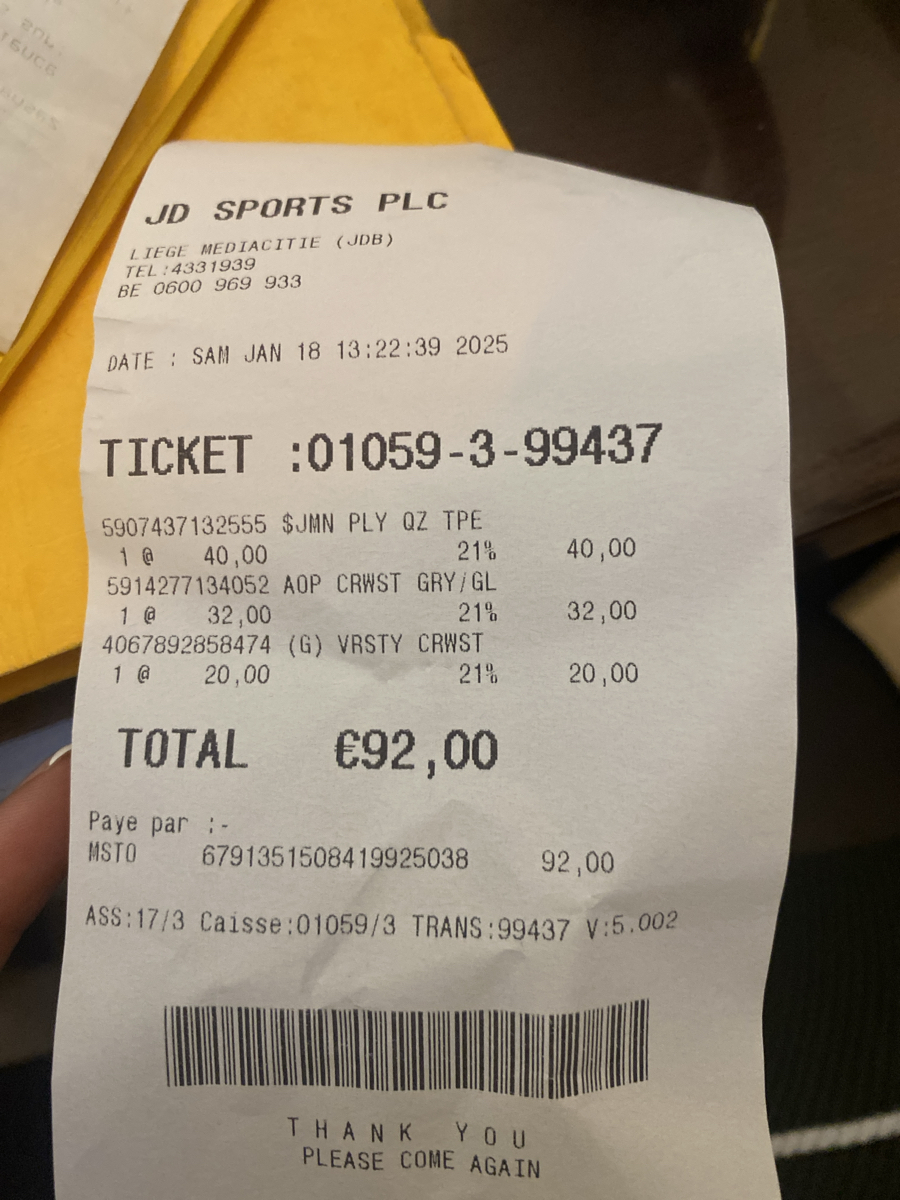 JD SPORTS PLC
LIEGE MEDIACITIE (JDB)
TEL:4331939
BE 0600 969 933
DATE : SAM JAN 18 13:22:39 2025
TICKET :01059-3-99437
5907437132555 $JMN PLY QZ TPE
1 @ 40,00 21% 40,00
5914277134052 AOP CRWST GRY/GL
1 @ 32,00 21% 32,00
4067892858474 (G) VRSTY CRWST
1 @ 20,00 21% 20,00
TOTAL €92,00
Paye par :-
MSTO 6791351508419925038 92,00
ASS:17/3 Caisse:01059/3 TRANS:99437 V:5.002
THANK YOU
PLEASE COME AGAIN